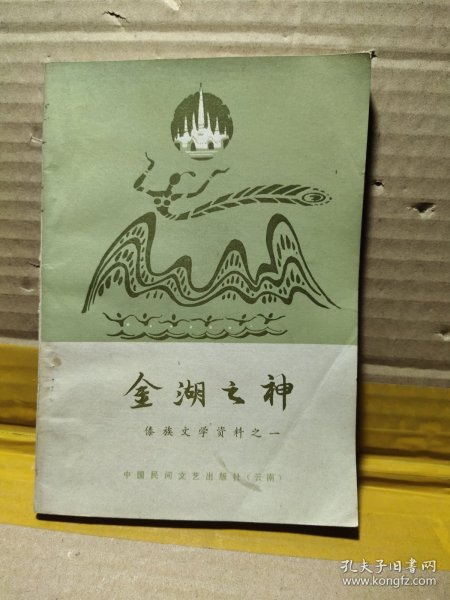 金湖之神
傣族文学资料之一
中国民间文艺出版社(云南)
孔夫子旧书网
www.kongfz.com